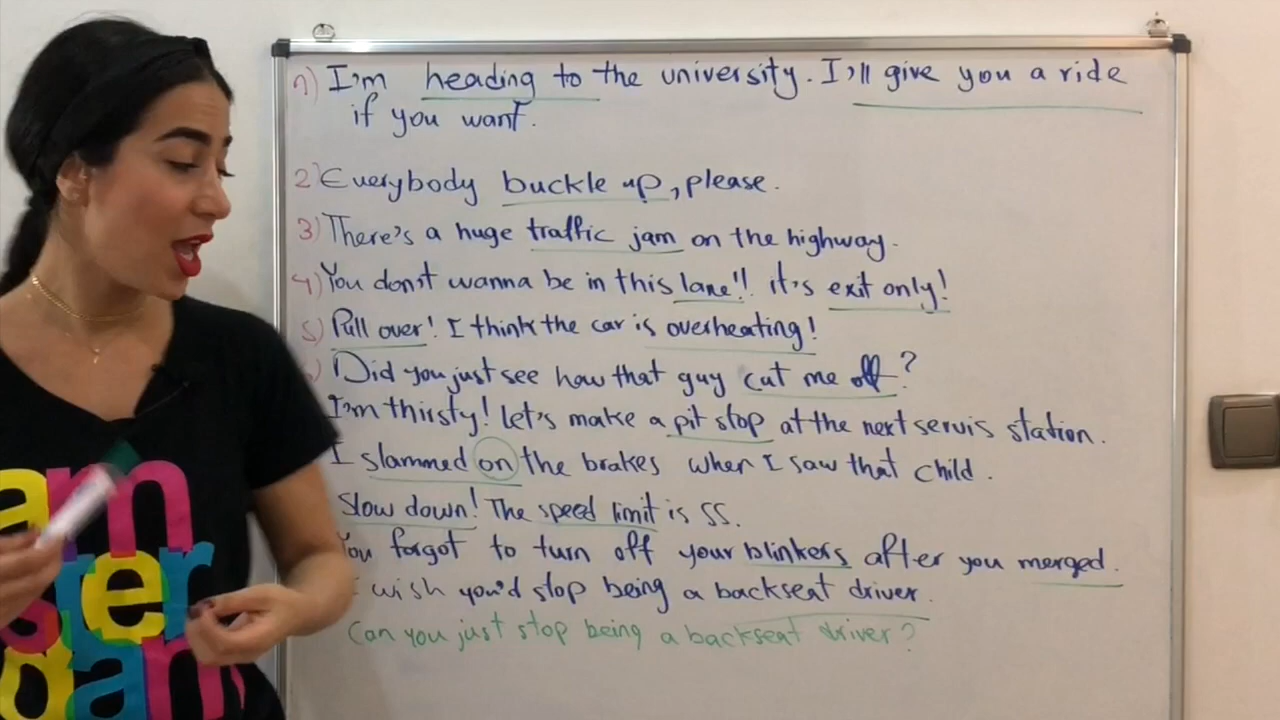 1) I'm heading to the university. I'll give you a ride
if you want.
2) Everybody buckle up, please.
3) There's a huge traffic jam on the highway.
4) You don't wanna be in this lane!! it's exit only!
5) Pull over! I think the car is overheating!
) Did you just see how that guy cut me off?
I'm thirsty! let's make a pit stop at the next servis station.
I slammed on the brakes when I saw that child.
Slow down! The speed limit is 55.
You forgot to turn off your blinkers after you merged.
I wish you'd stop being a backseat driver.
Can you just stop being a backseat driver?
am
ster
dam